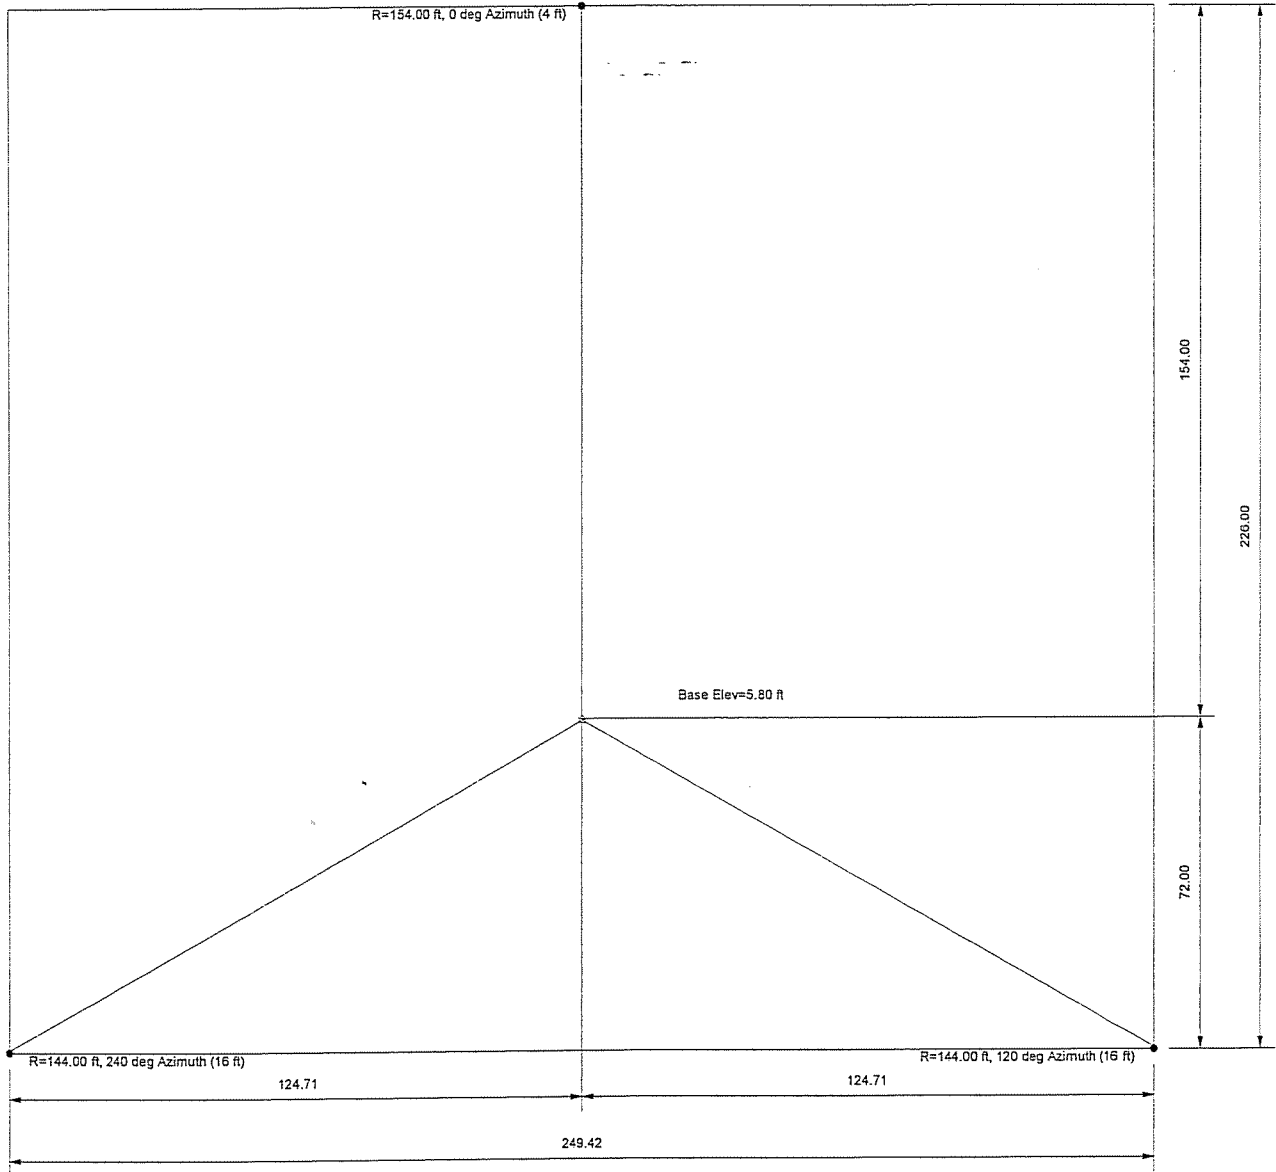 R=154.00 ft, 0 deg Azimuth (4 ft)
154.00
226.00
Base Elev=5.80 ft
72.00
R=144.00 ft, 240 deg Azimuth (16 ft)
R=144.00 ft, 120 deg Azimuth (16 ft)
124.71
124.71
249.42